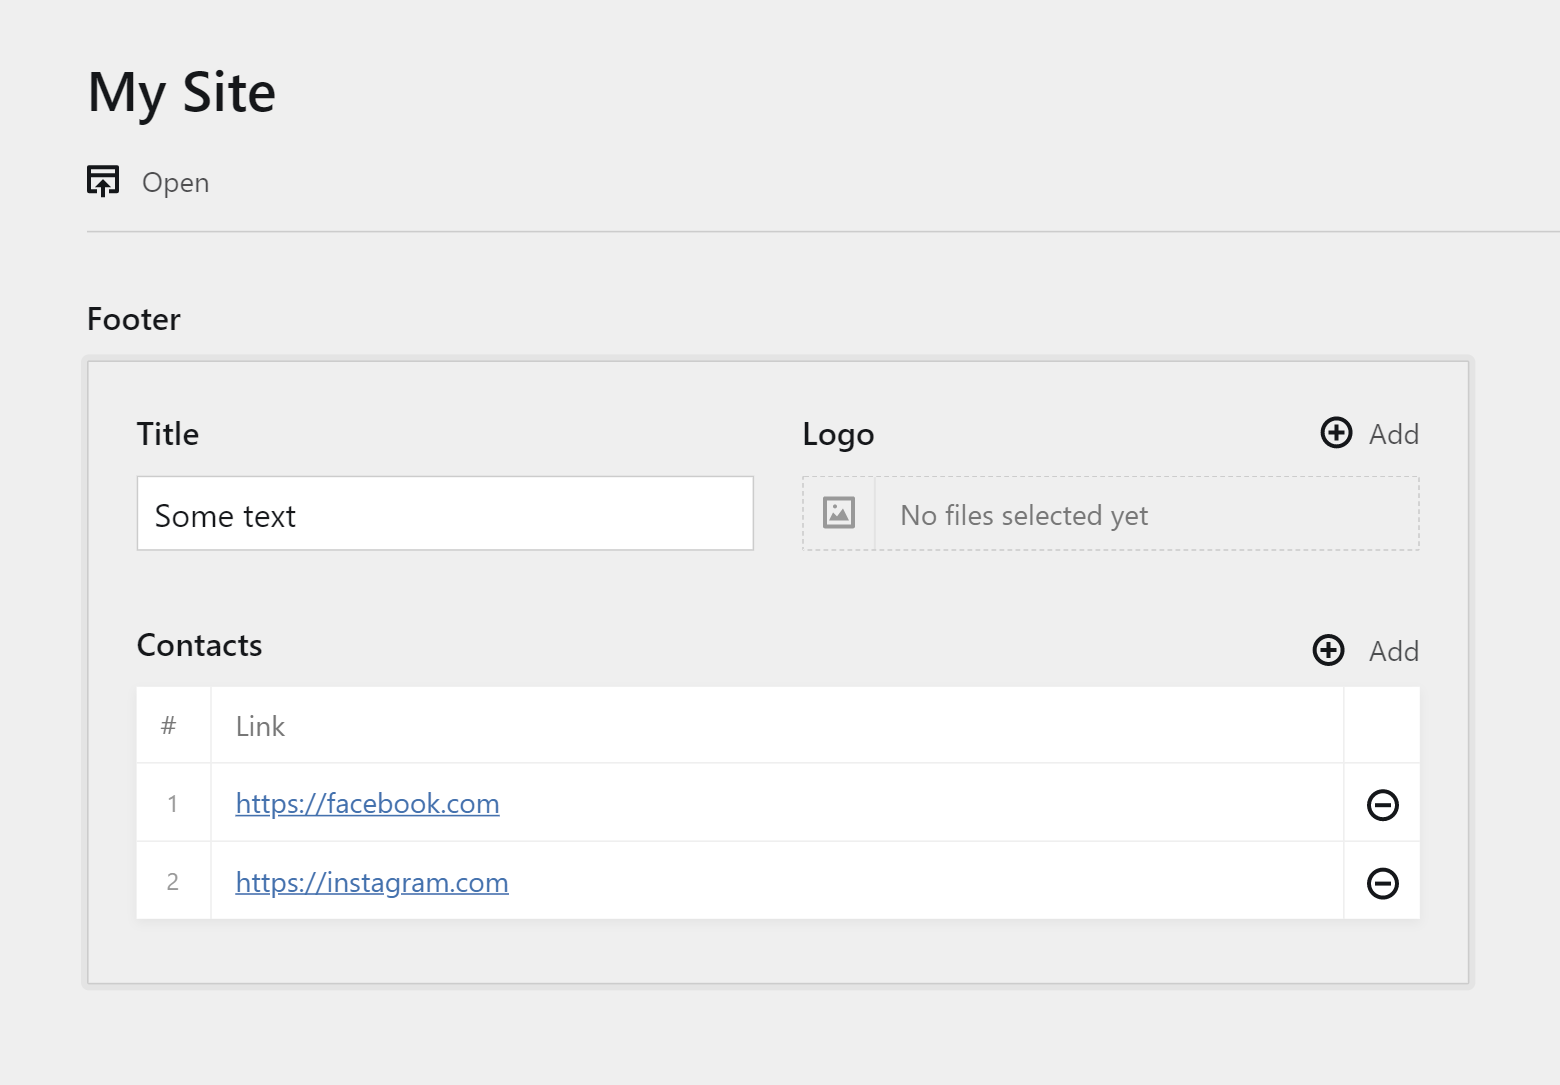 My Site
Open
Footer
Title
Logo
Add
Some text
No files selected yet
Contacts
Add
# Link
1 https://facebook.com
2 https://instagram.com